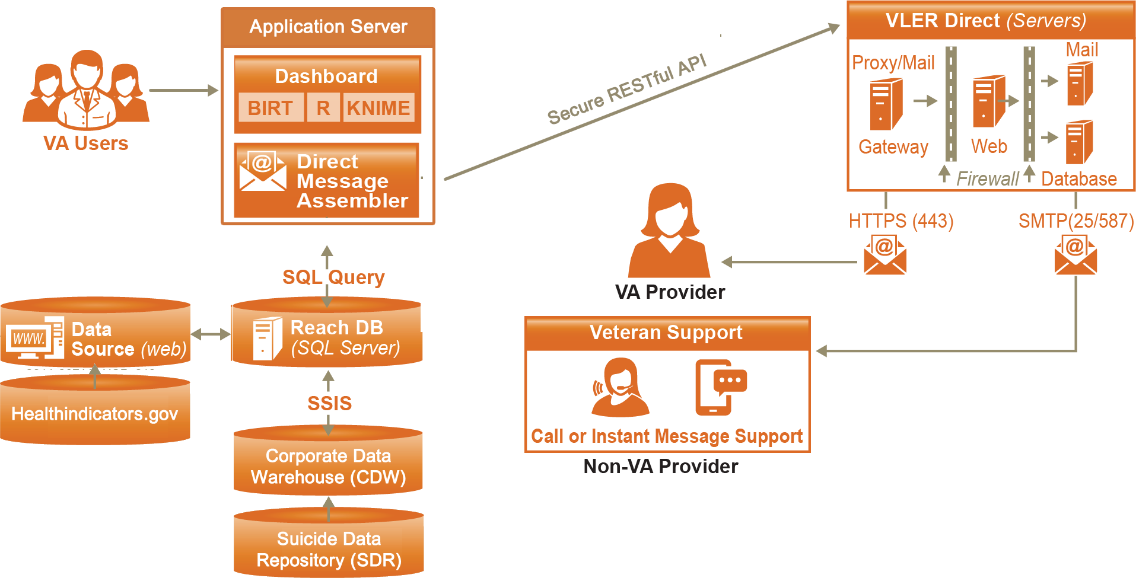 VA Users
Application Server
Dashboard
BIRT
R
KNIME
@
Direct
Message
Assembler
Secure RESTful API
VLER Direct (Servers)
Proxy/Mail
Gateway
Web
Mail
Database
Firewall
HTTPS (443)
@
SMTP(25/587)
@
VA Provider
SQL Query
WWW.
Data
Source (web)
Reach DB
(SQL Server)
Healthindicators.gov
SSIS
Corporate Data
Warehouse (CDW)
Suicide Data
Repository (SDR)
Veteran Support
Call or Instant Message Support
Non-VA Provider